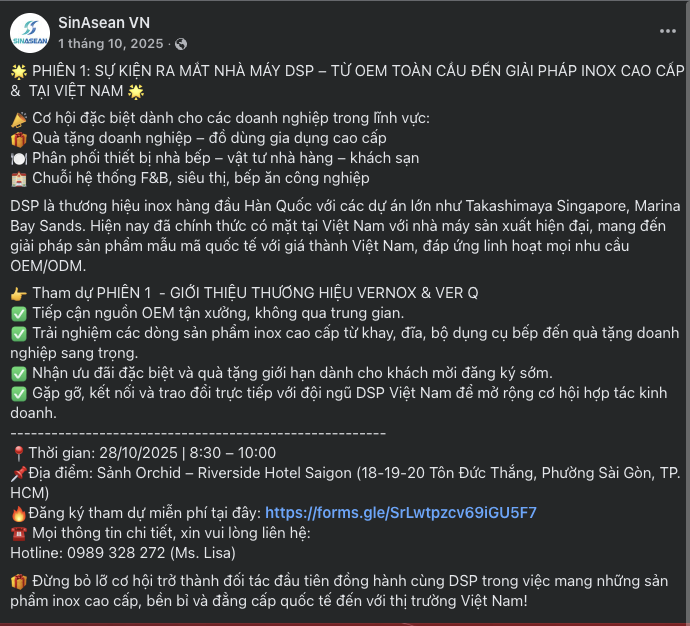 SINASEAN
SinAsean VN
1 tháng 10, 2025 ·
🌟 PHIÊN 1: SỰ KIỆN RA MẮT NHÀ MÁY DSP – TỪ OEM TOÀN CẦU ĐẾN GIẢI PHÁP INOX CAO CẤP
& TẠI VIỆT NAM 🌟
🎉 Cơ hội đặc biệt dành cho các doanh nghiệp trong lĩnh vực:
🎁 Quà tặng doanh nghiệp – đồ dùng gia dụng cao cấp
🍽️ Phân phối thiết bị nhà bếp – vật tư nhà hàng – khách sạn
🏨 Chuỗi hệ thống F&B, siêu thị, bếp ăn công nghiệp
DSP là thương hiệu inox hàng đầu Hàn Quốc với các dự án lớn như Takashimaya Singapore, Marina
Bay Sands. Hiện nay đã chính thức có mặt tại Việt Nam với nhà máy sản xuất hiện đại, mang đến
giải pháp sản phẩm mẫu mã quốc tế với giá thành Việt Nam, đáp ứng linh hoạt mọi nhu cầu
OEM/ODM.
👉 Tham dự PHIÊN 1 - GIỚI THIỆU THƯƠNG HIỆU VERNOX & VER Q
✅ Tiếp cận nguồn OEM tận xưởng, không qua trung gian.
✅ Trải nghiệm các dòng sản phẩm inox cao cấp từ khay, đĩa, bộ dụng cụ bếp đến quà tặng doanh
nghiệp sang trọng.
✅ Nhận ưu đãi đặc biệt và quà tặng giới hạn dành cho khách mời đăng ký sớm.
✅ Gặp gỡ, kết nối và trao đổi trực tiếp với đội ngũ DSP Việt Nam để mở rộng cơ hội hợp tác kinh
doanh.
------------------------------------------------------
📍Thời gian: 28/10/2025 | 8:30 – 10:00
📌Địa điểm: Sảnh Orchid – Riverside Hotel Saigon (18-19-20 Tôn Đức Thắng, Phường Sài Gòn, TP.
HCM)
🔥Đăng ký tham dự miễn phí tại đây: https://forms.gle/SrLwtpzcv69iGU5F7
☎️ Mọi thông tin chi tiết, xin vui lòng liên hệ:
Hotline: 0989 328 272 (Ms. Lisa)
🎁 Đừng bỏ lỡ cơ hội trở thành đối tác đầu tiên đồng hành cùng DSP trong việc mang những sản
phẩm inox cao cấp, bền bỉ và đẳng cấp quốc tế đến với thị trường Việt Nam!